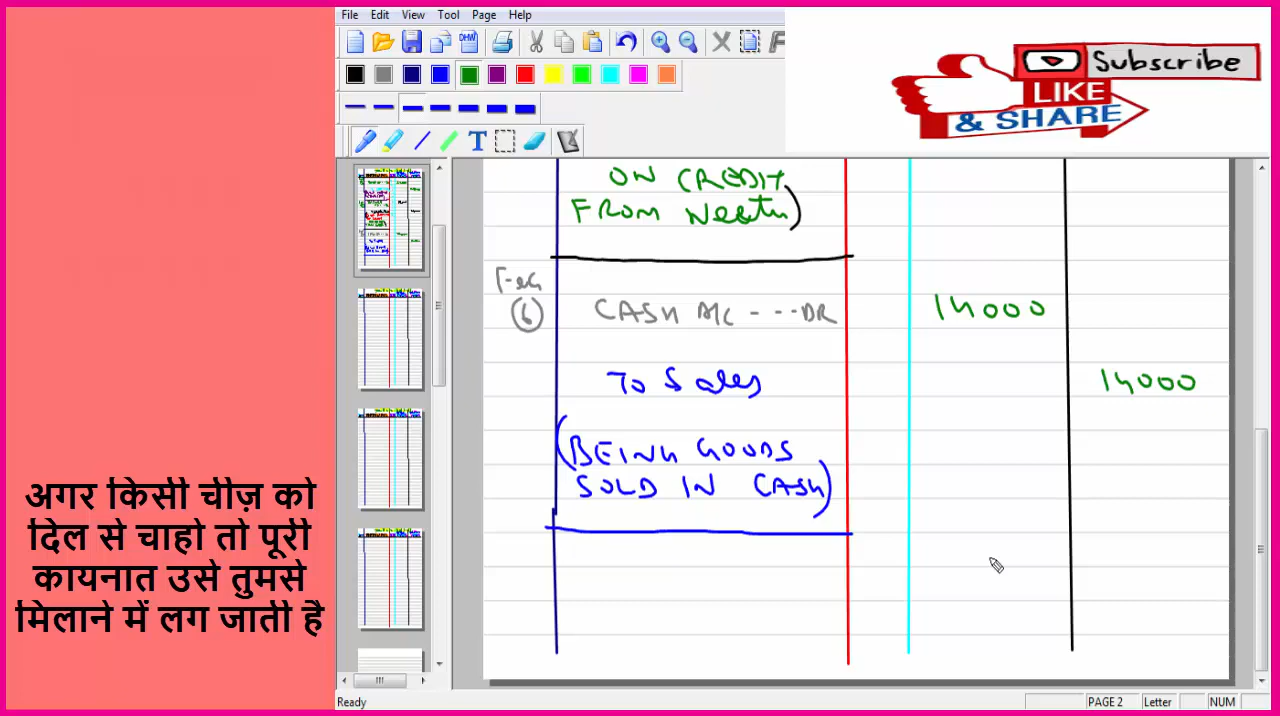 File Edit View Tool Page Help
Subscribe
LIKE
& SHARE
ON CREDIT
FROM Neetu)
6 CASH A/C - - - - DR 14000
To Sales 14000
(BEING GOODS
SOLD IN CASH)
अगर किसी चीज़ को
दिल से चाहो तो पूरी
कायनात उसे तुमसे
मिलाने में लग जाती है
Ready PAGE 2 Letter NUM